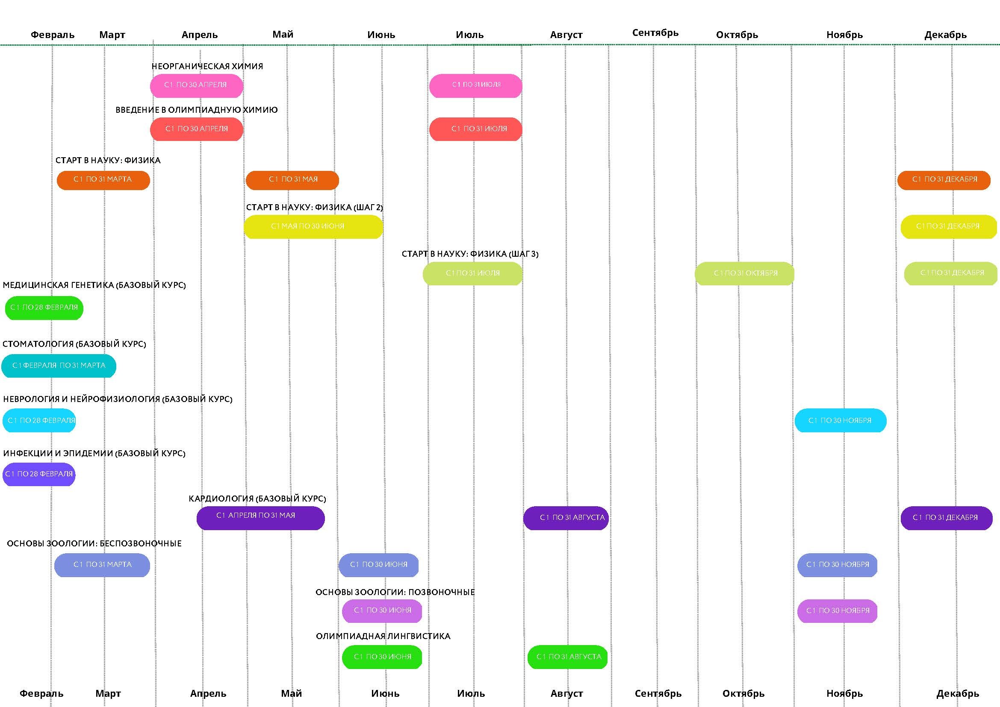 Февраль Март Апрель Май Июнь Июль Август Сентябрь Октябрь Ноябрь Декабрь
НЕОРГАНИЧЕСКАЯ ХИМИЯ
С 1 ПО 30 АПРЕЛЯ С 1 ПО 31 ИЮЛЯ
ВВЕДЕНИЕ В ОЛИМПИАДНУЮ ХИМИЮ
С 1 ПО 30 АПРЕЛЯ С 1 ПО 31 ИЮЛЯ
СТАРТ В НАУКУ: ФИЗИКА
С 1 ПО 31 МАРТА С 1 ПО 31 МАЯ С 1 ПО 31 ДЕКАБРЯ
СТАРТ В НАУКУ: ФИЗИКА (ШАГ 2)
С 1 МАЯ ПО 30 ИЮНЯ С 1 ПО 31 ДЕКАБРЯ
СТАРТ В НАУКУ: ФИЗИКА (ШАГ 3)
С 1 ПО 31 ИЮЛЯ С 1 ПО 31 ОКТЯБРЯ С 1 ПО 31 ДЕКАБРЯ
МЕДИЦИНСКАЯ ГЕНЕТИКА (БАЗОВЫЙ КУРС)
С 1 ПО 28 ФЕВРАЛЯ
СТОМАТОЛОГИЯ (БАЗОВЫЙ КУРС)
С 1 ФЕВРАЛЯ ПО 31 МАРТА
НЕВРОЛОГИЯ И НЕЙРОФИЗИОЛОГИЯ (БАЗОВЫЙ КУРС)
С 1 ПО 28 ФЕВРАЛЯ С 1 ПО 30 НОЯБРЯ
ИНФЕКЦИИ И ЭПИДЕМИИ (БАЗОВЫЙ КУРС)
С 1 ПО 28 ФЕВРАЛЯ
КАРДИОЛОГИЯ (БАЗОВЫЙ КУРС)
С 1 АПРЕЛЯ ПО 31 МАЯ С 1 ПО 31 АВГУСТА С 1 ПО 31 ДЕКАБРЯ
ОСНОВЫ ЗООЛОГИИ: БЕСПОЗВОНОЧНЫЕ
С 1 ПО 31 МАРТА С 1 ПО 30 ИЮНЯ С 1 ПО 30 НОЯБРЯ
ОСНОВЫ ЗООЛОГИИ: ПОЗВОНОЧНЫЕ
С 1 ПО 30 ИЮНЯ С 1 ПО 30 НОЯБРЯ
ОЛИМПИАДНАЯ ЛИНГВИСТИКА
С 1 ПО 30 ИЮНЯ С 1 ПО 31 АВГУСТА
Февраль Март Апрель Май Июнь Июль Август Сентябрь Октябрь Ноябрь Декабрь